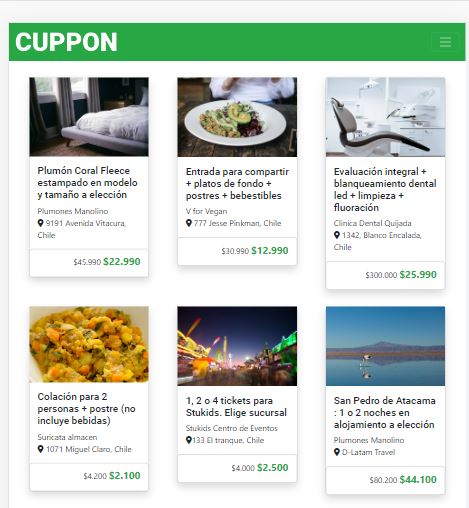 CUPPON
Plumón Coral Fleece
estampado en modelo
y tamaño a elección
Plumones Manolino
9191 Avenida Vitacura,
Chile
$45.990 $22.990
Entrada para compartir
+ platos de fondo +
postres + bebestibles
V for Vegan
777 Jesse Pinkman, Chile
$30.990 $12.990
Evaluación integral +
blanqueamiento dental
led + limpieza +
fluoración
Clínica Dental Quijada
1342, Blanco Encalada,
Chile
$300.000 $25.990
Colación para 2
personas + postre (no
incluye bebidas)
Suricata almacen
1071 Miguel Claro, Chile
$4.200 $2.100
1, 2 o 4 tickets para
Stukids. Elige sucursal
Stukids Centro de Eventos
133 El tranque, Chile
$4.000 $2.500
San Pedro de Atacama
: 1 o 2 noches en
alojamiento a elección
Plumones Manolino
D-Latam Travel
$80.200 $44.100